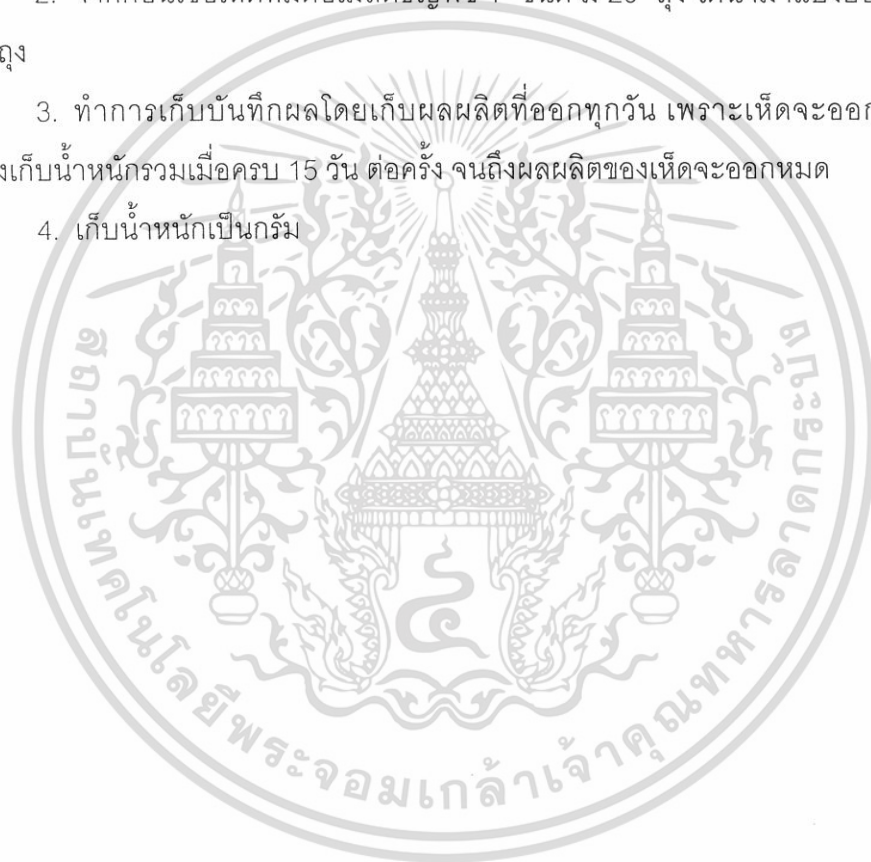 ถุง
3. ทำการเก็บบันทึกผลโดยเก็บผลผลิตที่ออกทุกวัน เพราะเห็ดจะออก
งเก็บน้ำหนักรวมเมื่อครบ 15 วัน ต่อครั้ง จนถึงผลผลิตของเห็ดจะออกหมด
4. เก็บน้ำหนักเป็นกรัม
สถาบันเทคโนโลยีพระจอมเกล้าเจ้าคุณทหารลาดกระบัง
๔